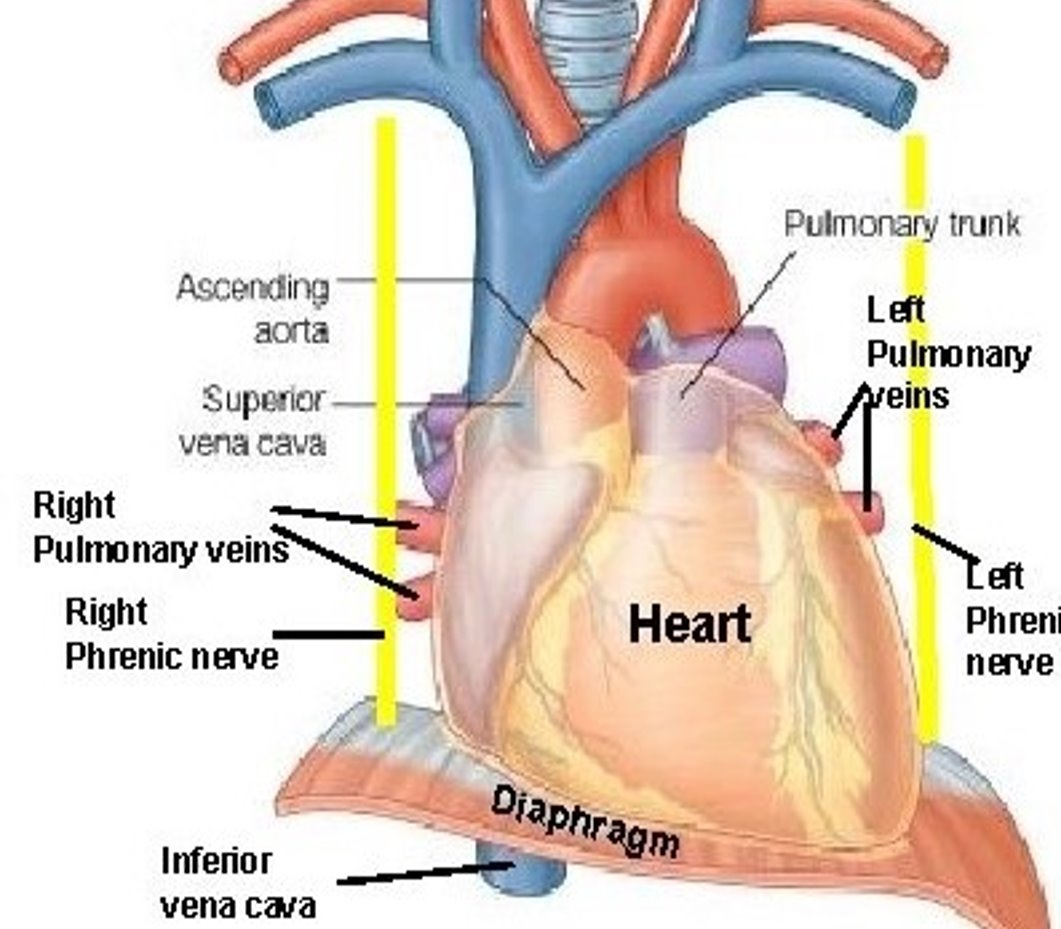 Pulmonary trunk
Ascending
aorta
Left
Pulmonary
veins
Superior
vena cava
Right
Pulmonary veins
Left
Phreni
nerve
Right
Phrenic nerve
Heart
Diaphragm
Inferior
vena cava